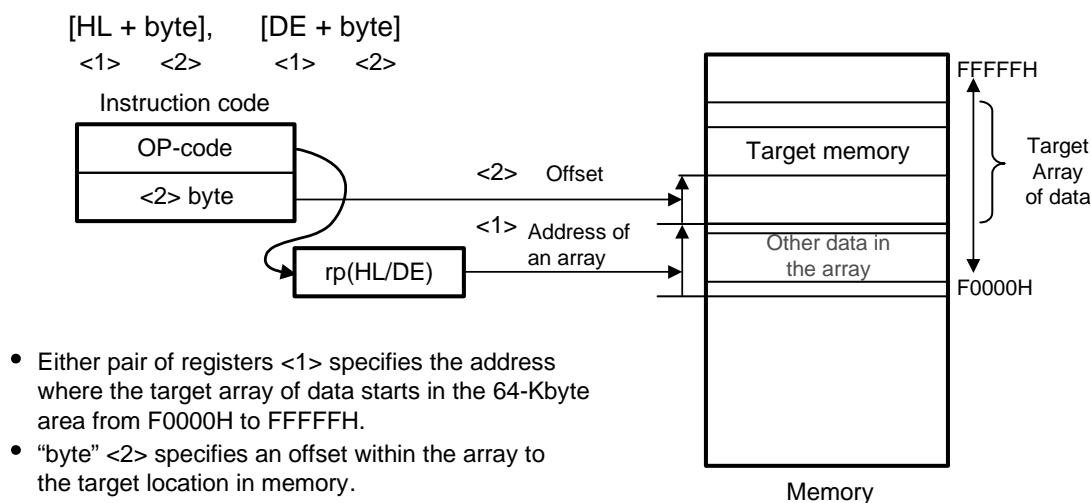 [HL + byte], [DE + byte]
<1> <2> <1> <2>
Instruction code
OP-code
<2> byte
<2> Offset
<1> Address of
an array
rp(HL/DE)
FFFFFH
Target memory
Target
Array
of data
Other data in
the array
F0000H
Memory
• Either pair of registers <1> specifies the address
where the target array of data starts in the 64-Kbyte
area from F0000H to FFFFFH.
• “byte” <2> specifies an offset within the array to
the target location in memory.